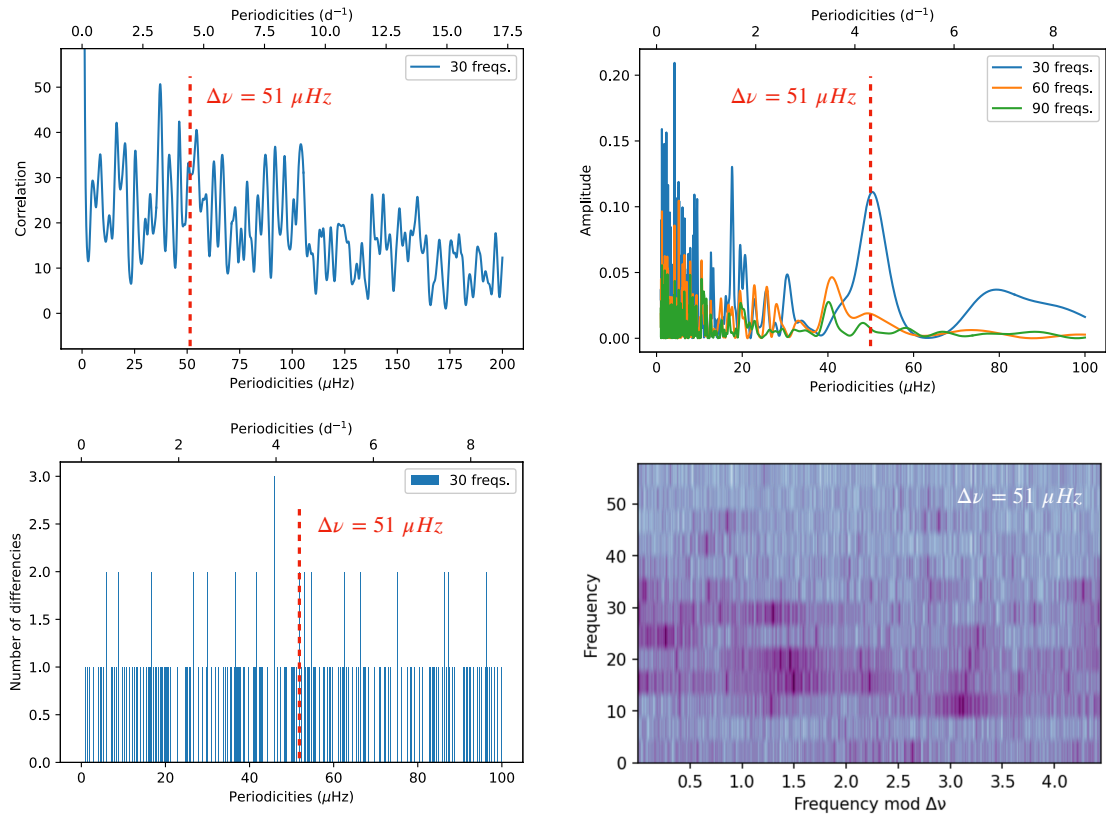 Periodicities (d⁻¹)
0.0 2.5 5.0 7.5 10.0 12.5 15.0 17.5
30 freqs.
Δν = 51 μHz
Correlation
50
40
30
20
10
0
0 25 50 75 100 125 150 175 200
Periodicities (μHz)
Periodicities (d⁻¹)
0 2 4 6 8
30 freqs.
60 freqs.
90 freqs.
Δν = 51 μHz
Amplitude
0.20
0.15
0.10
0.05
0.00
0 20 40 60 80 100
Periodicities (μHz)
Periodicities (d⁻¹)
0 2 4 6 8
30 freqs.
Δν = 51 μHz
Number of differencies
3.0
2.5
2.0
1.5
1.0
0.5
0.0
0 20 40 60 80 100
Periodicities (μHz)
Δν = 51 μHz
Frequency
50
40
30
20
10
0
0.5 1.0 1.5 2.0 2.5 3.0 3.5 4.0
Frequency mod Δν